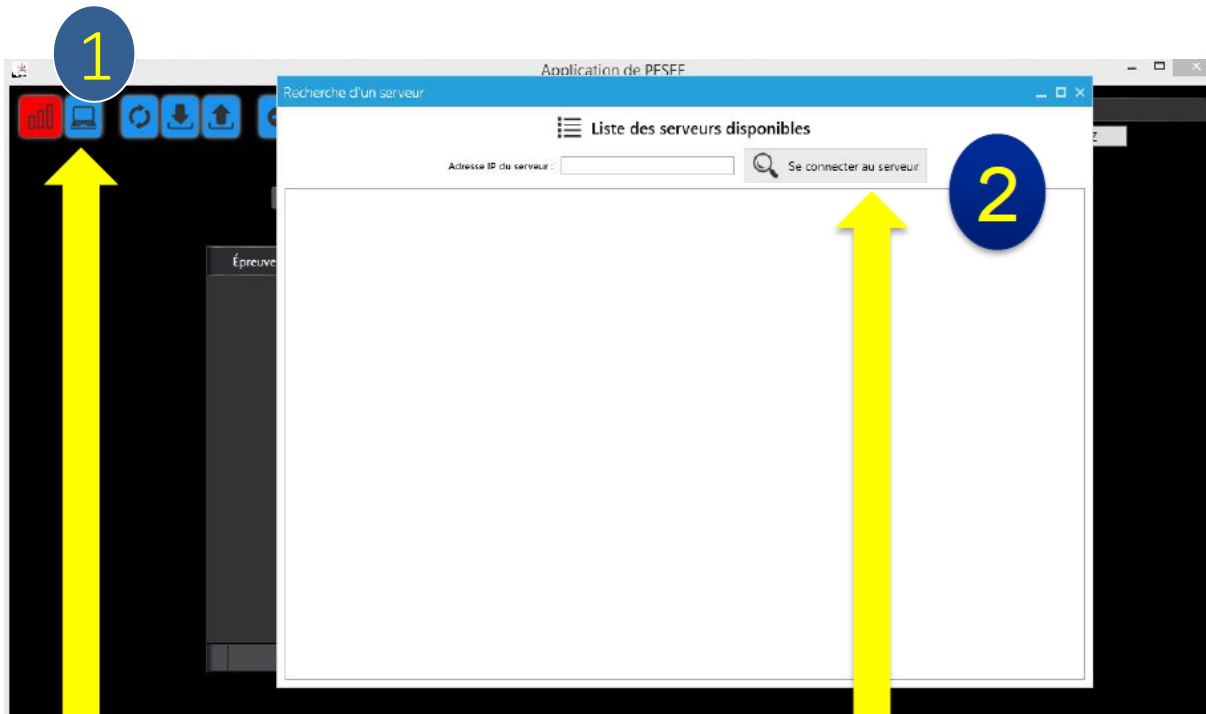 1
Application de PESEE
Recherche d'un serveur
Liste des serveurs disponibles
Z
Adresse IP du serveur :
Se connecter au serveur
2
Épreuve